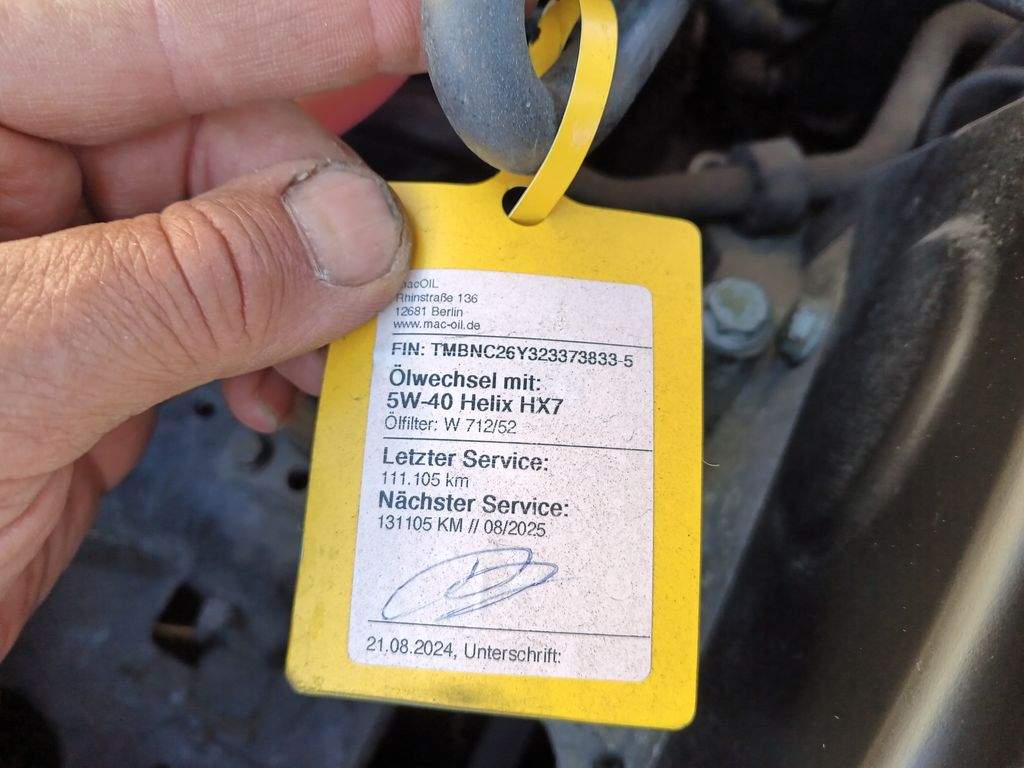 macOIL
Rhinstraße 136
12681 Berlin
www.mac-oil.de
FIN: TMBNC26Y323373833-5
Ölwechsel mit:
5W-40 Helix HX7
Ölfilter: W 712/52
Letzter Service:
111.105 km
Nächster Service:
131105 KM // 08/2025
21.08.2024, Unterschrift: